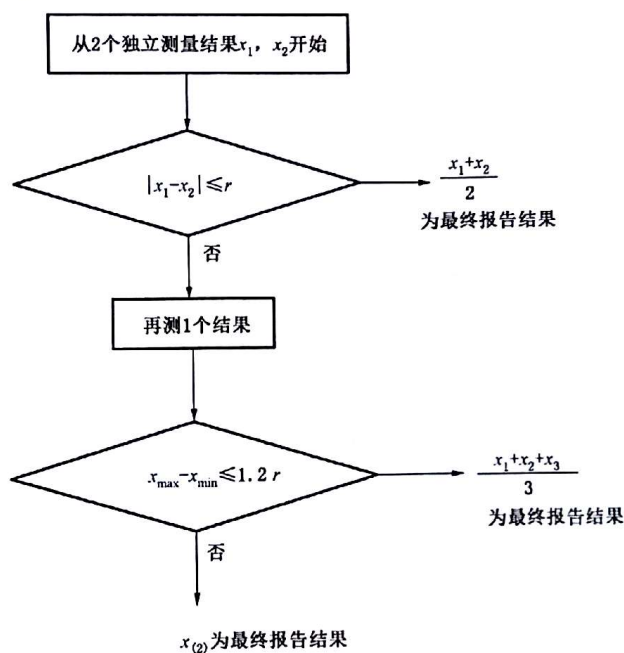 从2个独立测量结果x₁，x₂开始
|x₁-x₂|≤r
x₁+x₂
2
为最终报告结果
否
再测1个结果
xmax-xmin≤1.2 r
x₁+x₂+x₃
3
为最终报告结果
否
x(2)为最终报告结果